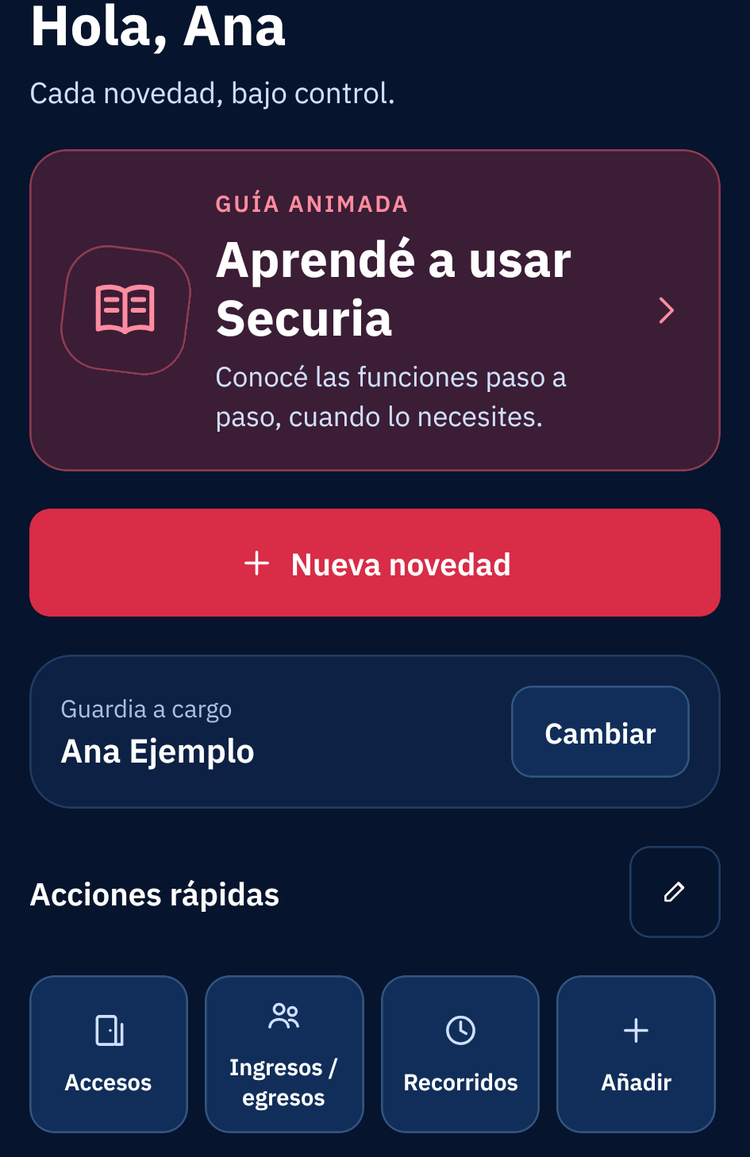 Hola, Ana
Cada novedad, bajo control.
GUÍA ANIMADA
Aprendé a usar
Securia
Conocé las funciones paso a
paso, cuando lo necesites.
Nueva novedad
Guardia a cargo
Ana Ejemplo
Cambiar
Acciones rápidas
Accesos
Ingresos /
egresos
Recorridos
Añadir